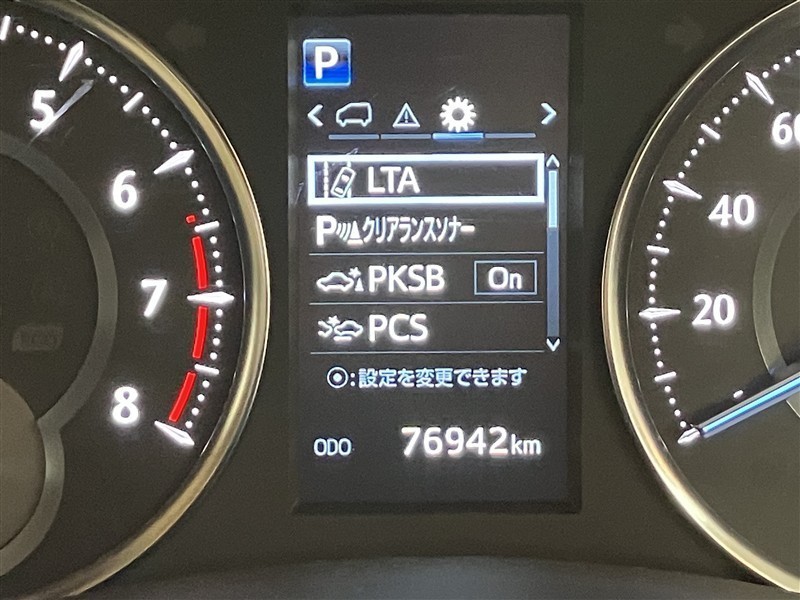 P
LTA
Pクリアランスソナー
PKSB On
PCS
:設定を変更できます
ODO 76942km
5
6
7
8
60
40
20